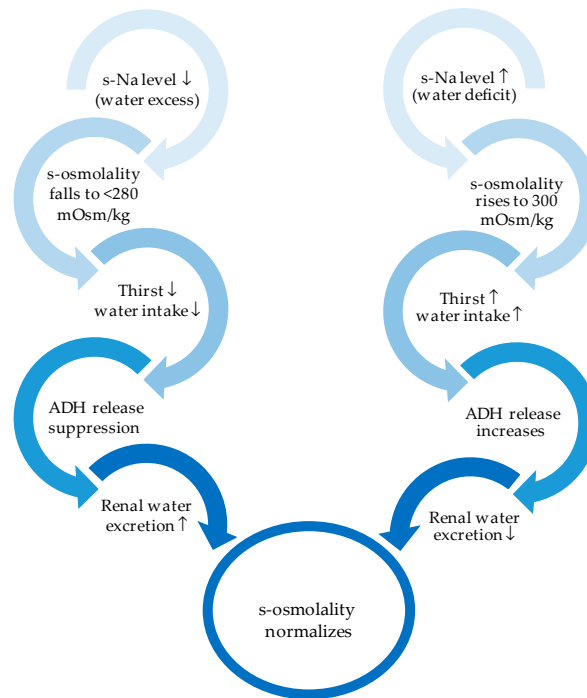 s-Na level ↓
(water excess)
s-osmolality
falls to <280
mOsm/kg
Thirst ↓
water intake ↓
ADH release
suppression
Renal water
excretion ↑
s-Na level ↑
(water deficit)
s-osmolality
rises to 300
mOsm/kg
Thirst ↑
water intake ↑
ADH release
increases
Renal water
excretion ↓
s-osmolality
normalizes